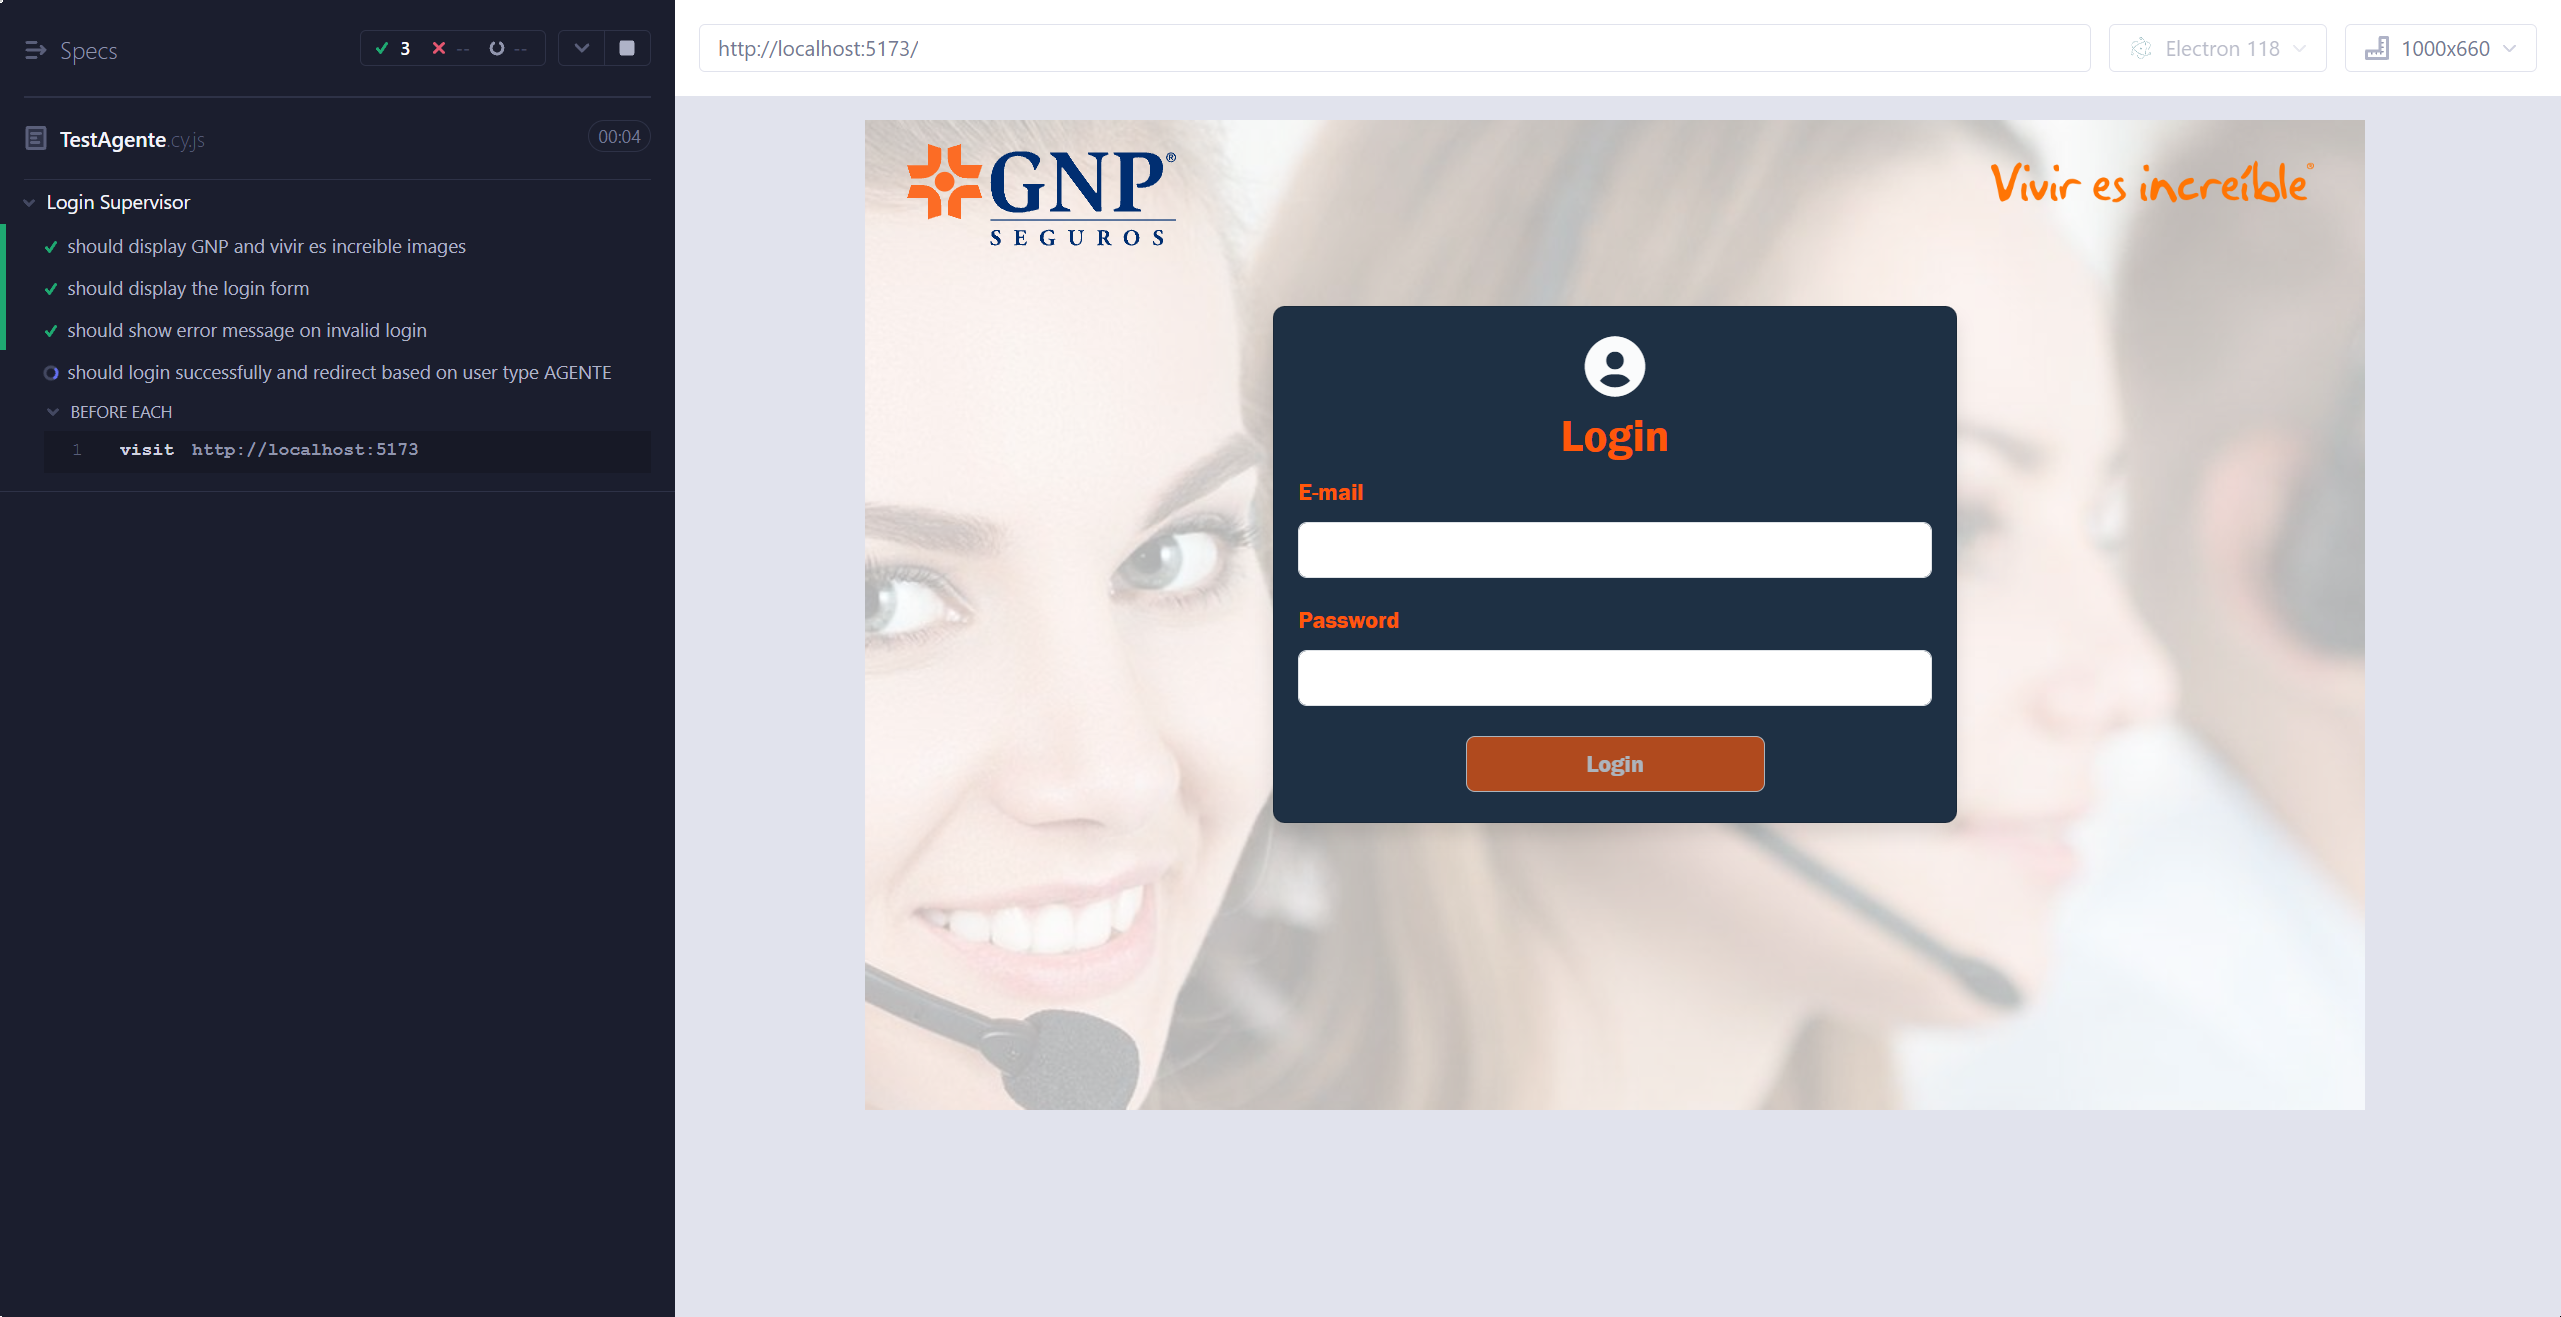 Specs
3 -- --
TestAgente.cy.js
00:04
Login Supervisor
should display GNP and vivir es increible images
should display the login form
should show error message on invalid login
should login successfully and redirect based on user type AGENTE
BEFORE EACH
1 visit http://localhost:5173
http://localhost:5173/
Electron 118
1000x660
GNP®
SEGUROS
Vivir es increíble®
Login
E-mail
Password
Login